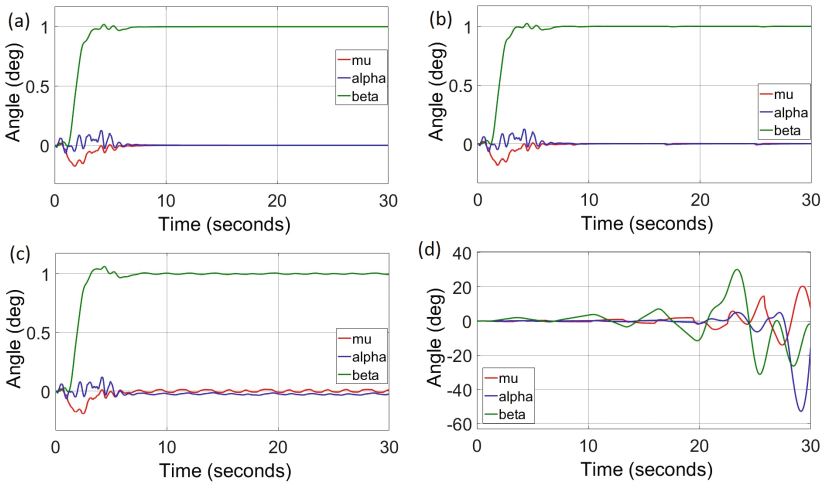 (a)
Angle (deg)
1
0.5
0
mu
alpha
beta
0
10
20
30
Time (seconds)
(b)
Angle (deg)
1
0.5
0
mu
alpha
beta
0
10
20
30
Time (seconds)
(c)
Angle (deg)
1
0.5
0
mu
alpha
beta
0
10
20
30
Time (seconds)
(d)
Angle (deg)
40
20
0
-20
-40
-60
mu
alpha
beta
0
10
20
30
Time (seconds)